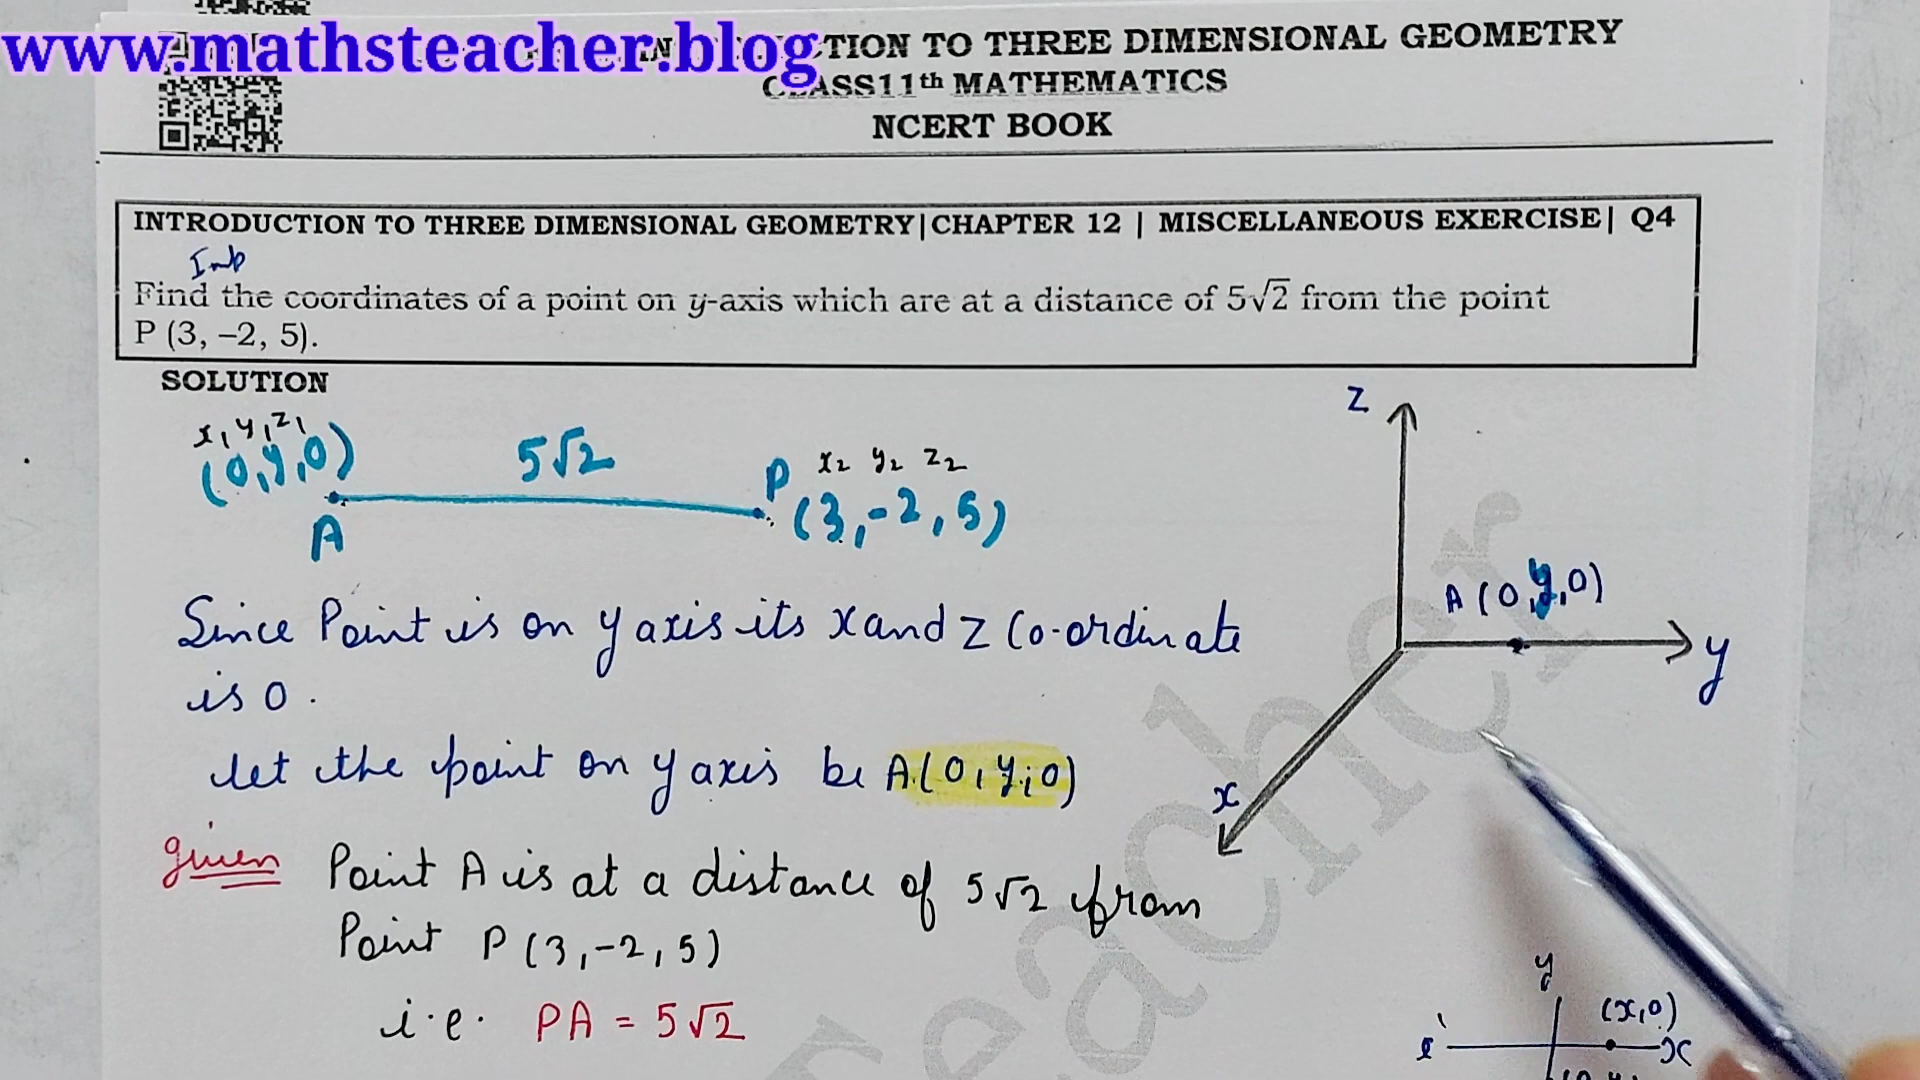 www.mathsteacher.blog
TION TO THREE DIMENSIONAL GEOMETRY
CLASS11th MATHEMATICS
NCERT BOOK
INTRODUCTION TO THREE DIMENSIONAL GEOMETRY|CHAPTER 12 | MISCELLANEOUS EXERCISE| Q4
Imp
Find the coordinates of a point on y-axis which are at a distance of 5√2 from the point
P (3, –2, 5).
SOLUTION
x₁ y₁ z₁
(0,y,0)
5√2
P
x₂ y₂ z₂
(3,-2,5)
A
z
A(0,y,0)
y
x
Since Point is on y axis its x and z Co-ordinate
is 0.
let the point on y axis be A(0,y,0)
given Point A is at a distance of 5√2 from
Point P(3,-2,5)
i.e. PA = 5√2
y
(x,0)
x
Teacher